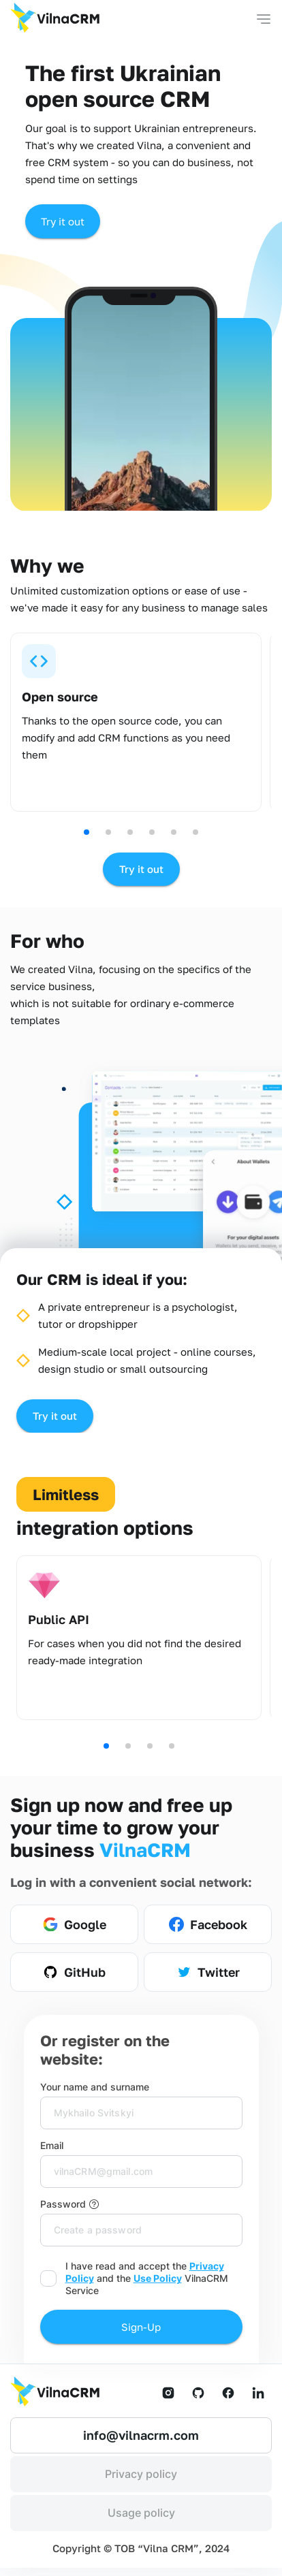 VilnaCRM
The first Ukrainian
open source CRM
Our goal is to support Ukrainian entrepreneurs.
That's why we created Vilna, a convenient and
free CRM system - so you can do business, not
spend time on settings
Try it out
Why we
Unlimited customization options or ease of use -
we've made it easy for any business to manage sales
Open source
Thanks to the open source code, you can
modify and add CRM functions as you need
them
Try it out
For who
We created Vilna, focusing on the specifics of the
service business,
which is not suitable for ordinary e-commerce
templates
About Wallets
For your digital assets
Our CRM is ideal if you:
A private entrepreneur is a psychologist,
tutor or dropshipper
Medium-scale local project - online courses,
design studio or small outsourcing
Try it out
Limitless
integration options
Public API
For cases when you did not find the desired
ready-made integration
Sign up now and free up
your time to grow your
business VilnaCRM
Log in with a convenient social network:
Google
Facebook
GitHub
Twitter
Or register on the
website:
Your name and surname
Mykhailo Svitskyi
Email
vilnaCRM@gmail.com
Password
Create a password
I have read and accept the Privacy
Policy and the Use Policy VilnaCRM
Service
Sign-Up
VilnaCRM
info@vilnacrm.com
Privacy policy
Usage policy
Copyright © ТОВ "Vilna CRM", 2024